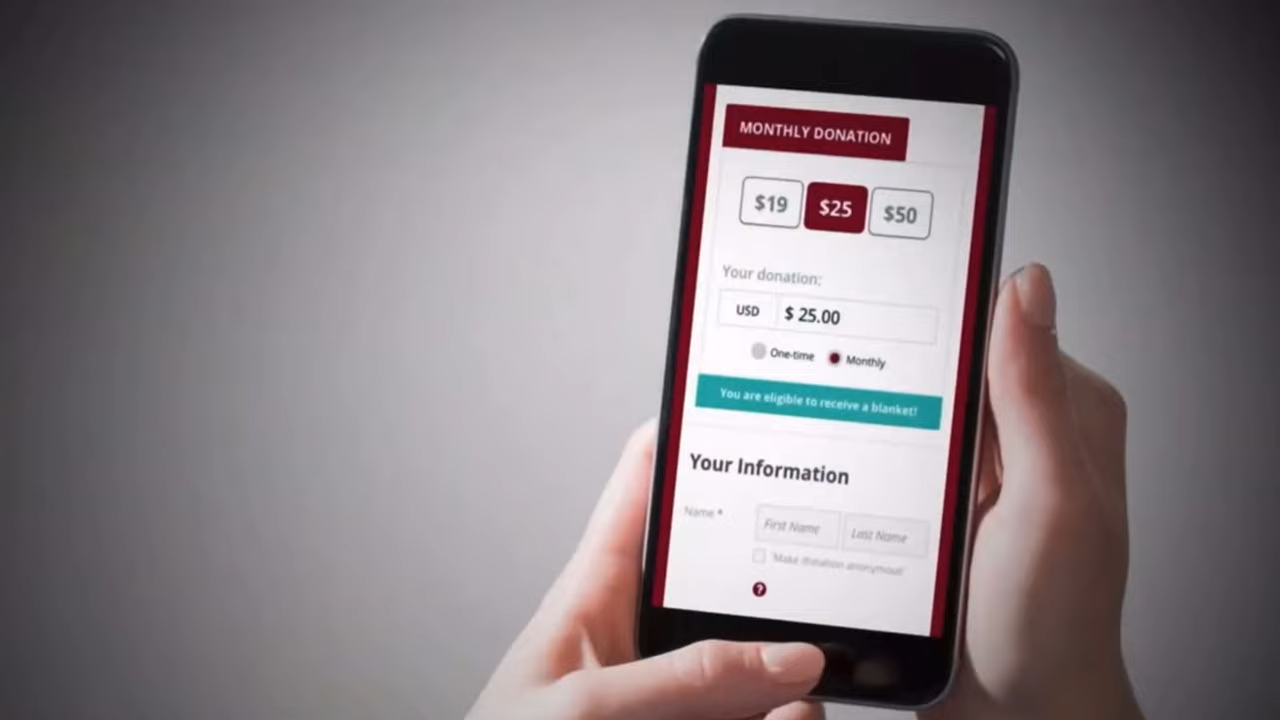 MONTHLY DONATION
$19 $25 $50
Your donation:
USD $ 25.00
One-time Monthly
You are eligible to receive a blanket!
Your Information
Name * First Name Last Name
Make donation anonymous
?